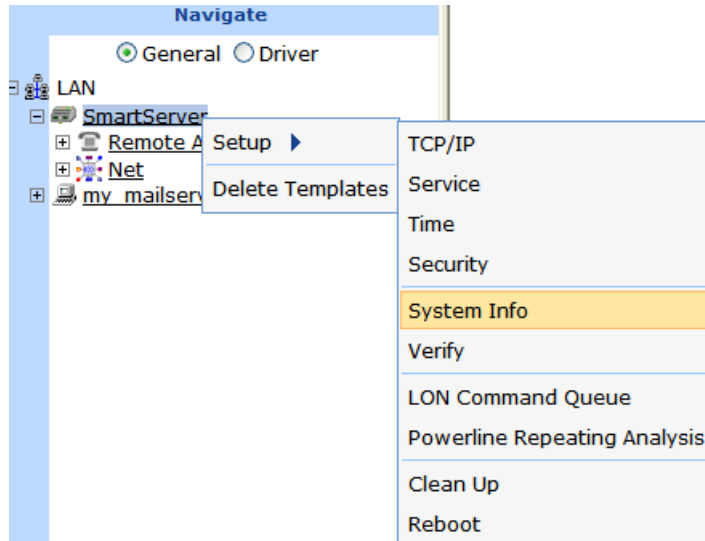 Navigate
General Driver
LAN
SmartServer
Remote A
Net
my_mailserv
Setup
Delete Templates
TCP/IP
Service
Time
Security
System Info
Verify
LON Command Queue
Powerline Repeating Analysis
Clean Up
Reboot